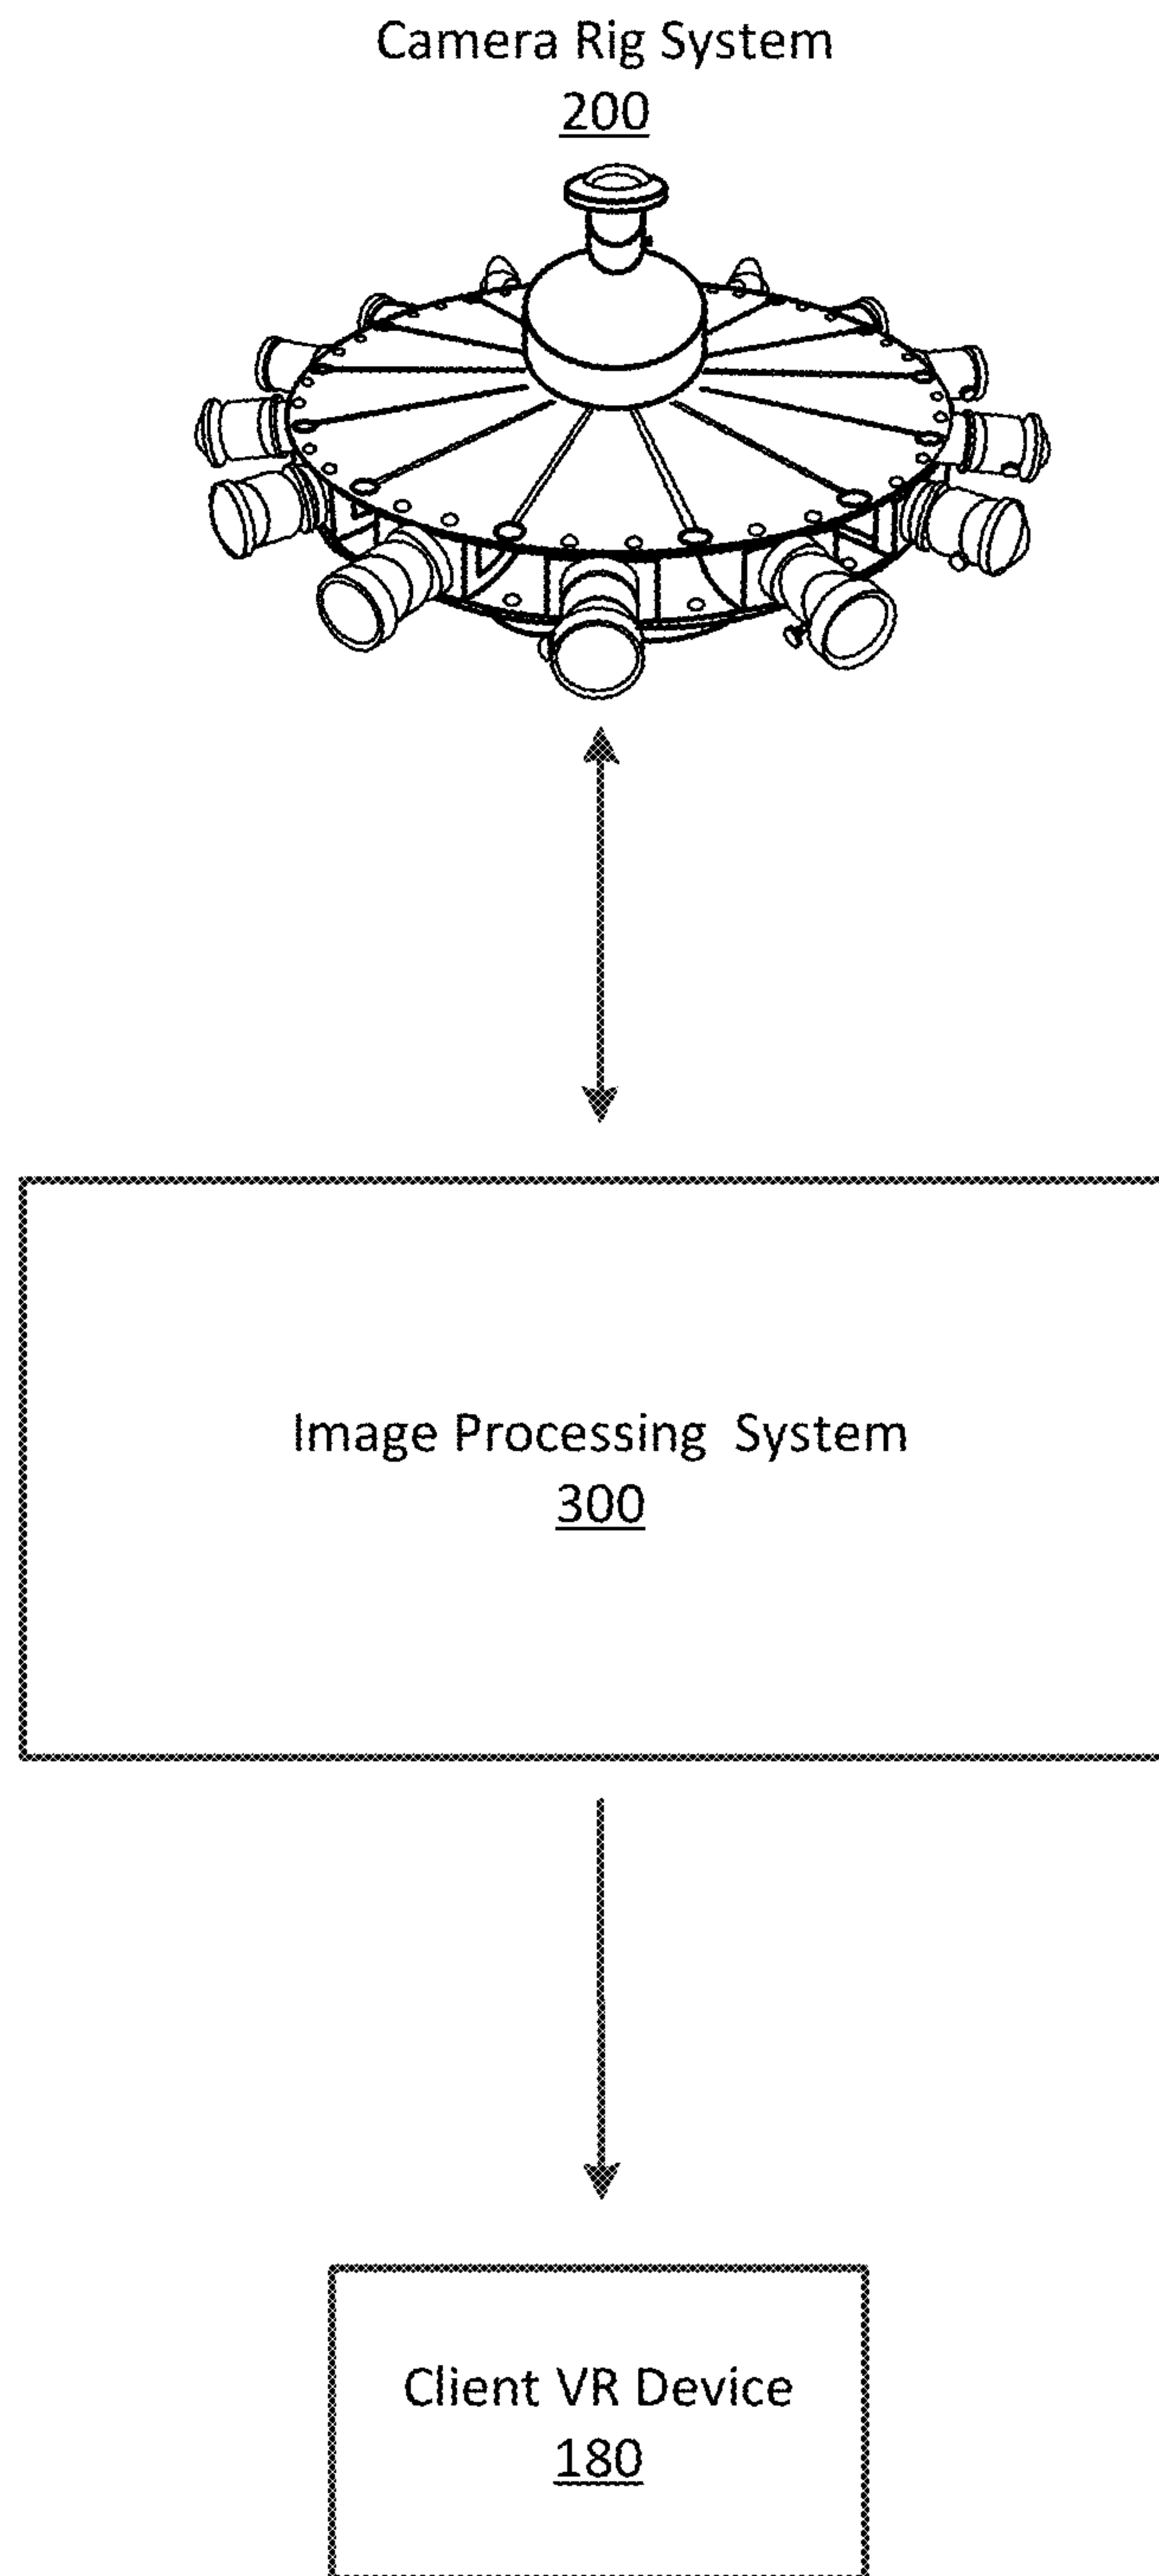 Camera Rig System
200
Image Processing System
300
Client VR Device
180